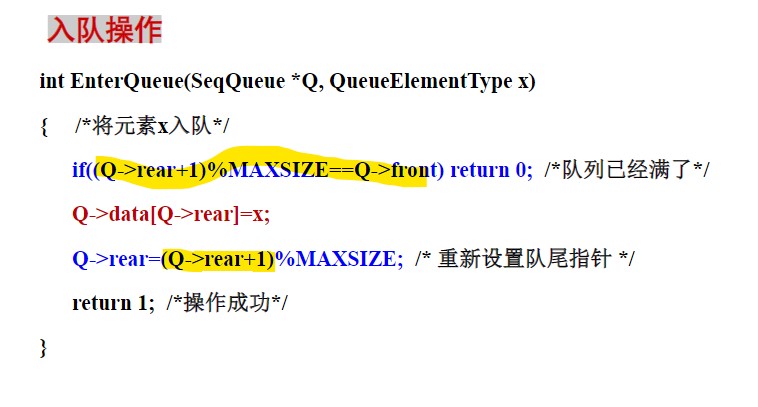 入队操作
int EnterQueue(SeqQueue *Q, QueueElementType x)
{ /*将元素x入队*/
if((Q->rear+1)%MAXSIZE==Q->front) return 0; /*队列已经满了*/
Q->data[Q->rear]=x;
Q->rear=(Q->rear+1)%MAXSIZE; /* 重新设置队尾指针 */
return 1; /*操作成功*/
}